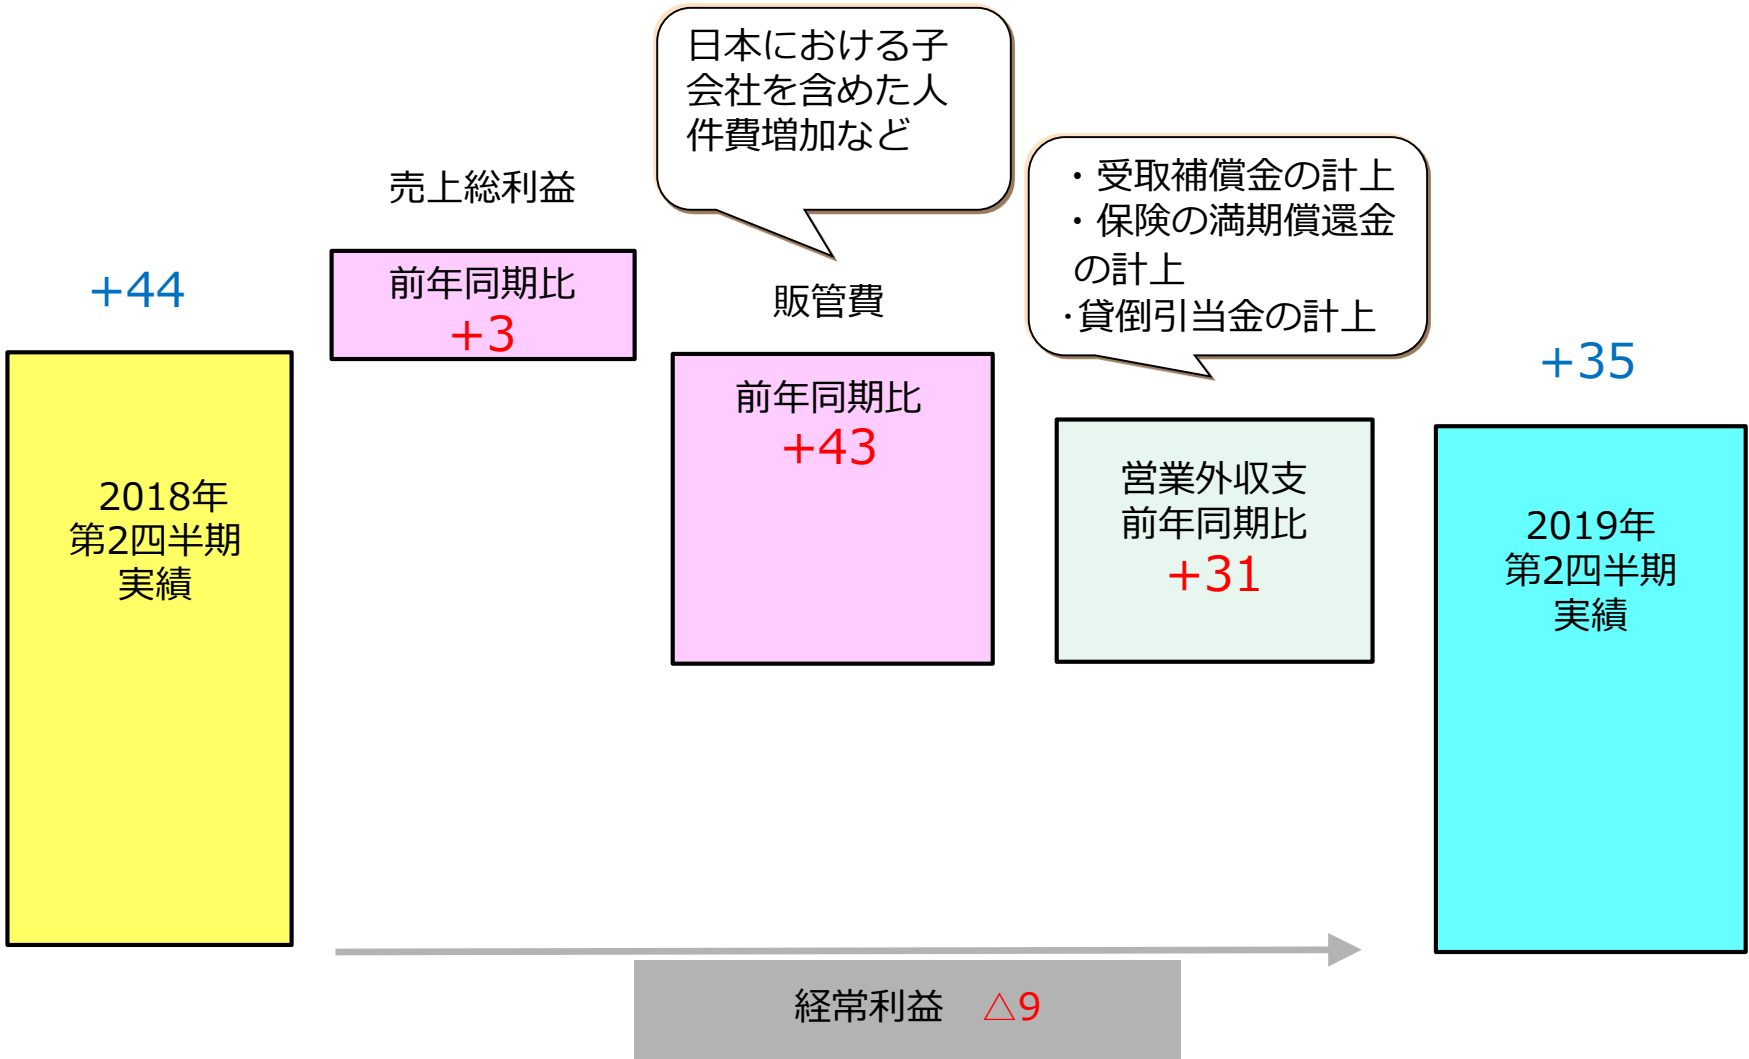 日本における子
会社を含めた人
件費増加など
売上総利益
・受取補償金の計上
・保険の満期償還金
の計上
・貸倒引当金の計上
+44
前年同期比
+3
販管費
+35
前年同期比
+43
営業外収支
前年同期比
+31
2018年
第2四半期
実績
2019年
第2四半期
実績
経常利益 △9